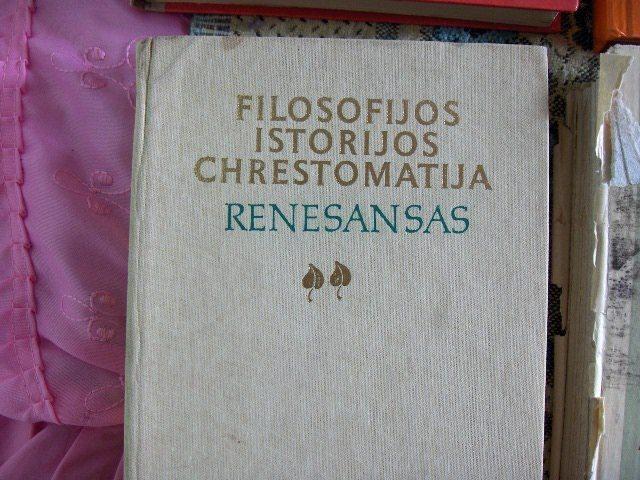 FILOSOFIJOS
ISTORIJOS
CHRESTOMATIJA
RENESANSAS